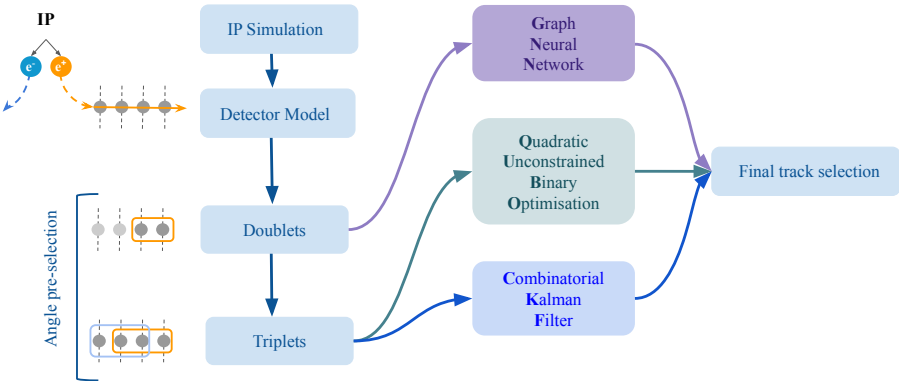 IP
e⁻
e⁺
IP Simulation
Detector Model
Angle pre-selection
Doublets
Triplets
Graph
Neural
Network
Quadratic
Unconstrained
Binary
Optimisation
Combinatorial
Kalman
Filter
Final track selection